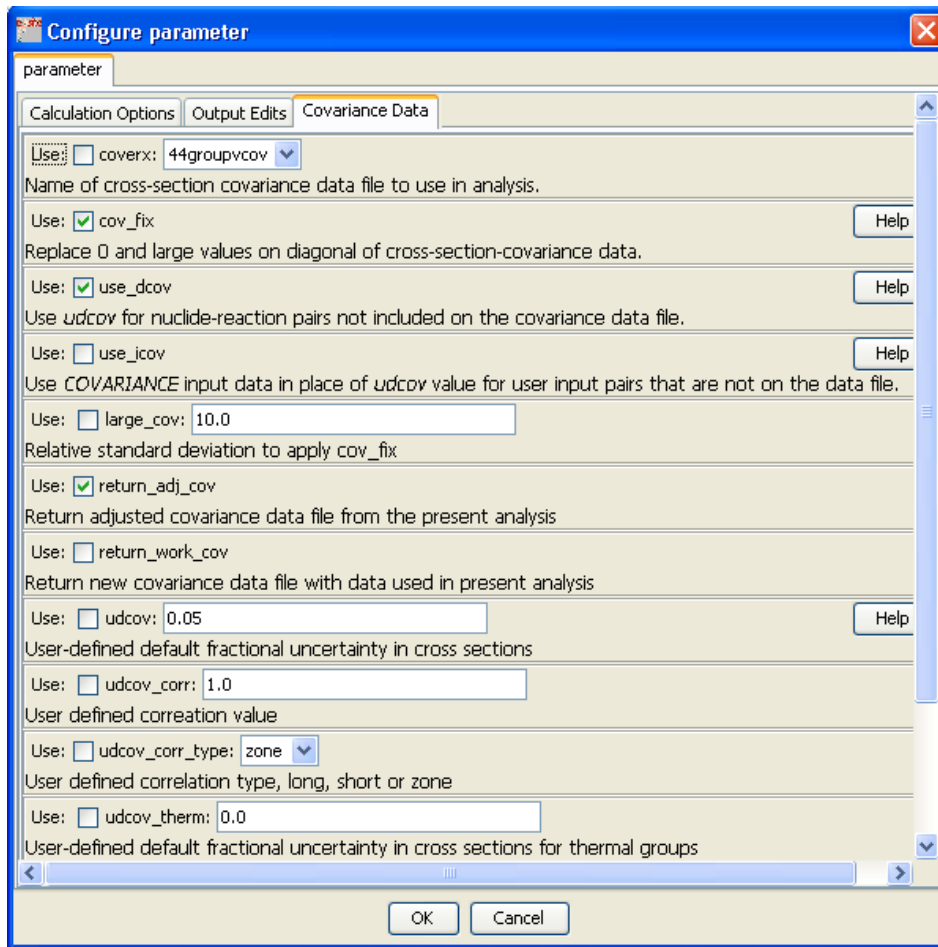 Configure parameter
parameter
Calculation Options Output Edits Covariance Data
Use: coverx: 44groupvcov
Name of cross-section covariance data file to use in analysis.
Use: cov_fix Help
Replace 0 and large values on diagonal of cross-section-covariance data.
Use: use_dcov Help
Use udcov for nuclide-reaction pairs not included on the covariance data file.
Use: use_icov Help
Use COVARIANCE input data in place of udcov value for user input pairs that are not on the data file.
Use: large_cov: 10.0
Relative standard deviation to apply cov_fix
Use: return_adj_cov
Return adjusted covariance data file from the present analysis
Use: return_work_cov
Return new covariance data file with data used in present analysis
Use: udcov: 0.05 Help
User-defined default fractional uncertainty in cross sections
Use: udcov_corr: 1.0
User defined correation value
Use: udcov_corr_type: zone
User defined correlation type, long, short or zone
Use: udcov_therm: 0.0
User-defined default fractional uncertainty in cross sections for thermal groups
OK Cancel